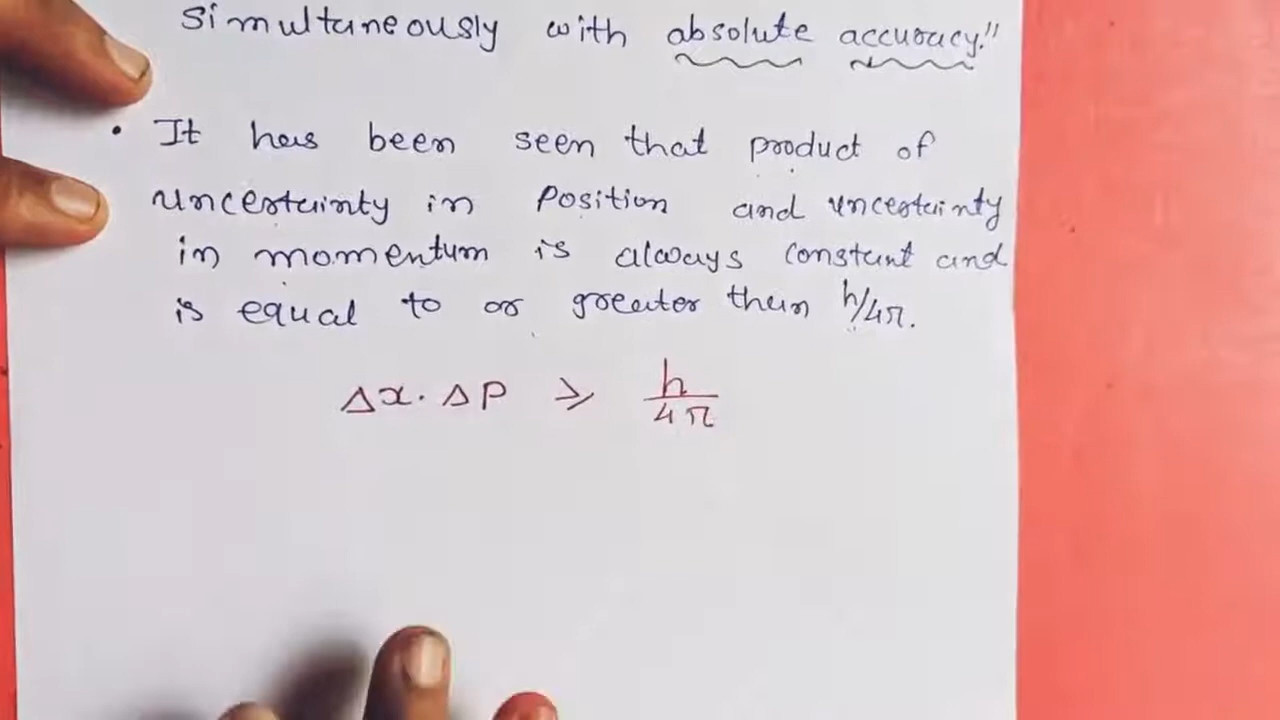 simultaneously with absolute accuracy."
• It has been seen that product of
uncertainty in position and uncertainty
in momentum is always constant and
is equal to or greater than h/4π.
Δx. ΔP ⩾ h/4π